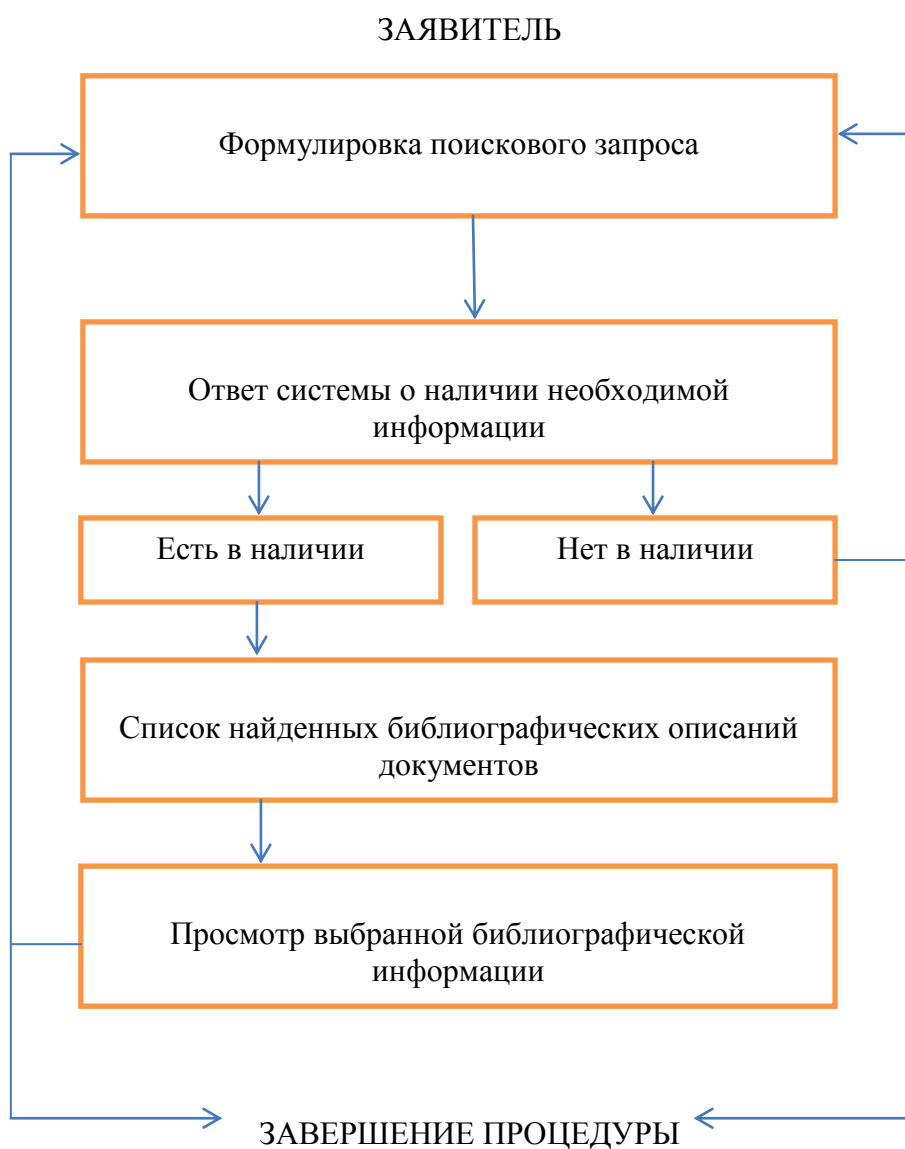 ЗАЯВИТЕЛЬ
Формулировка поискового запроса
Ответ системы о наличии необходимой
информации
Есть в наличии
Нет в наличии
Список найденных библиографических описаний
документов
Просмотр выбранной библиографической
информации
ЗАВЕРШЕНИЕ ПРОЦЕДУРЫ